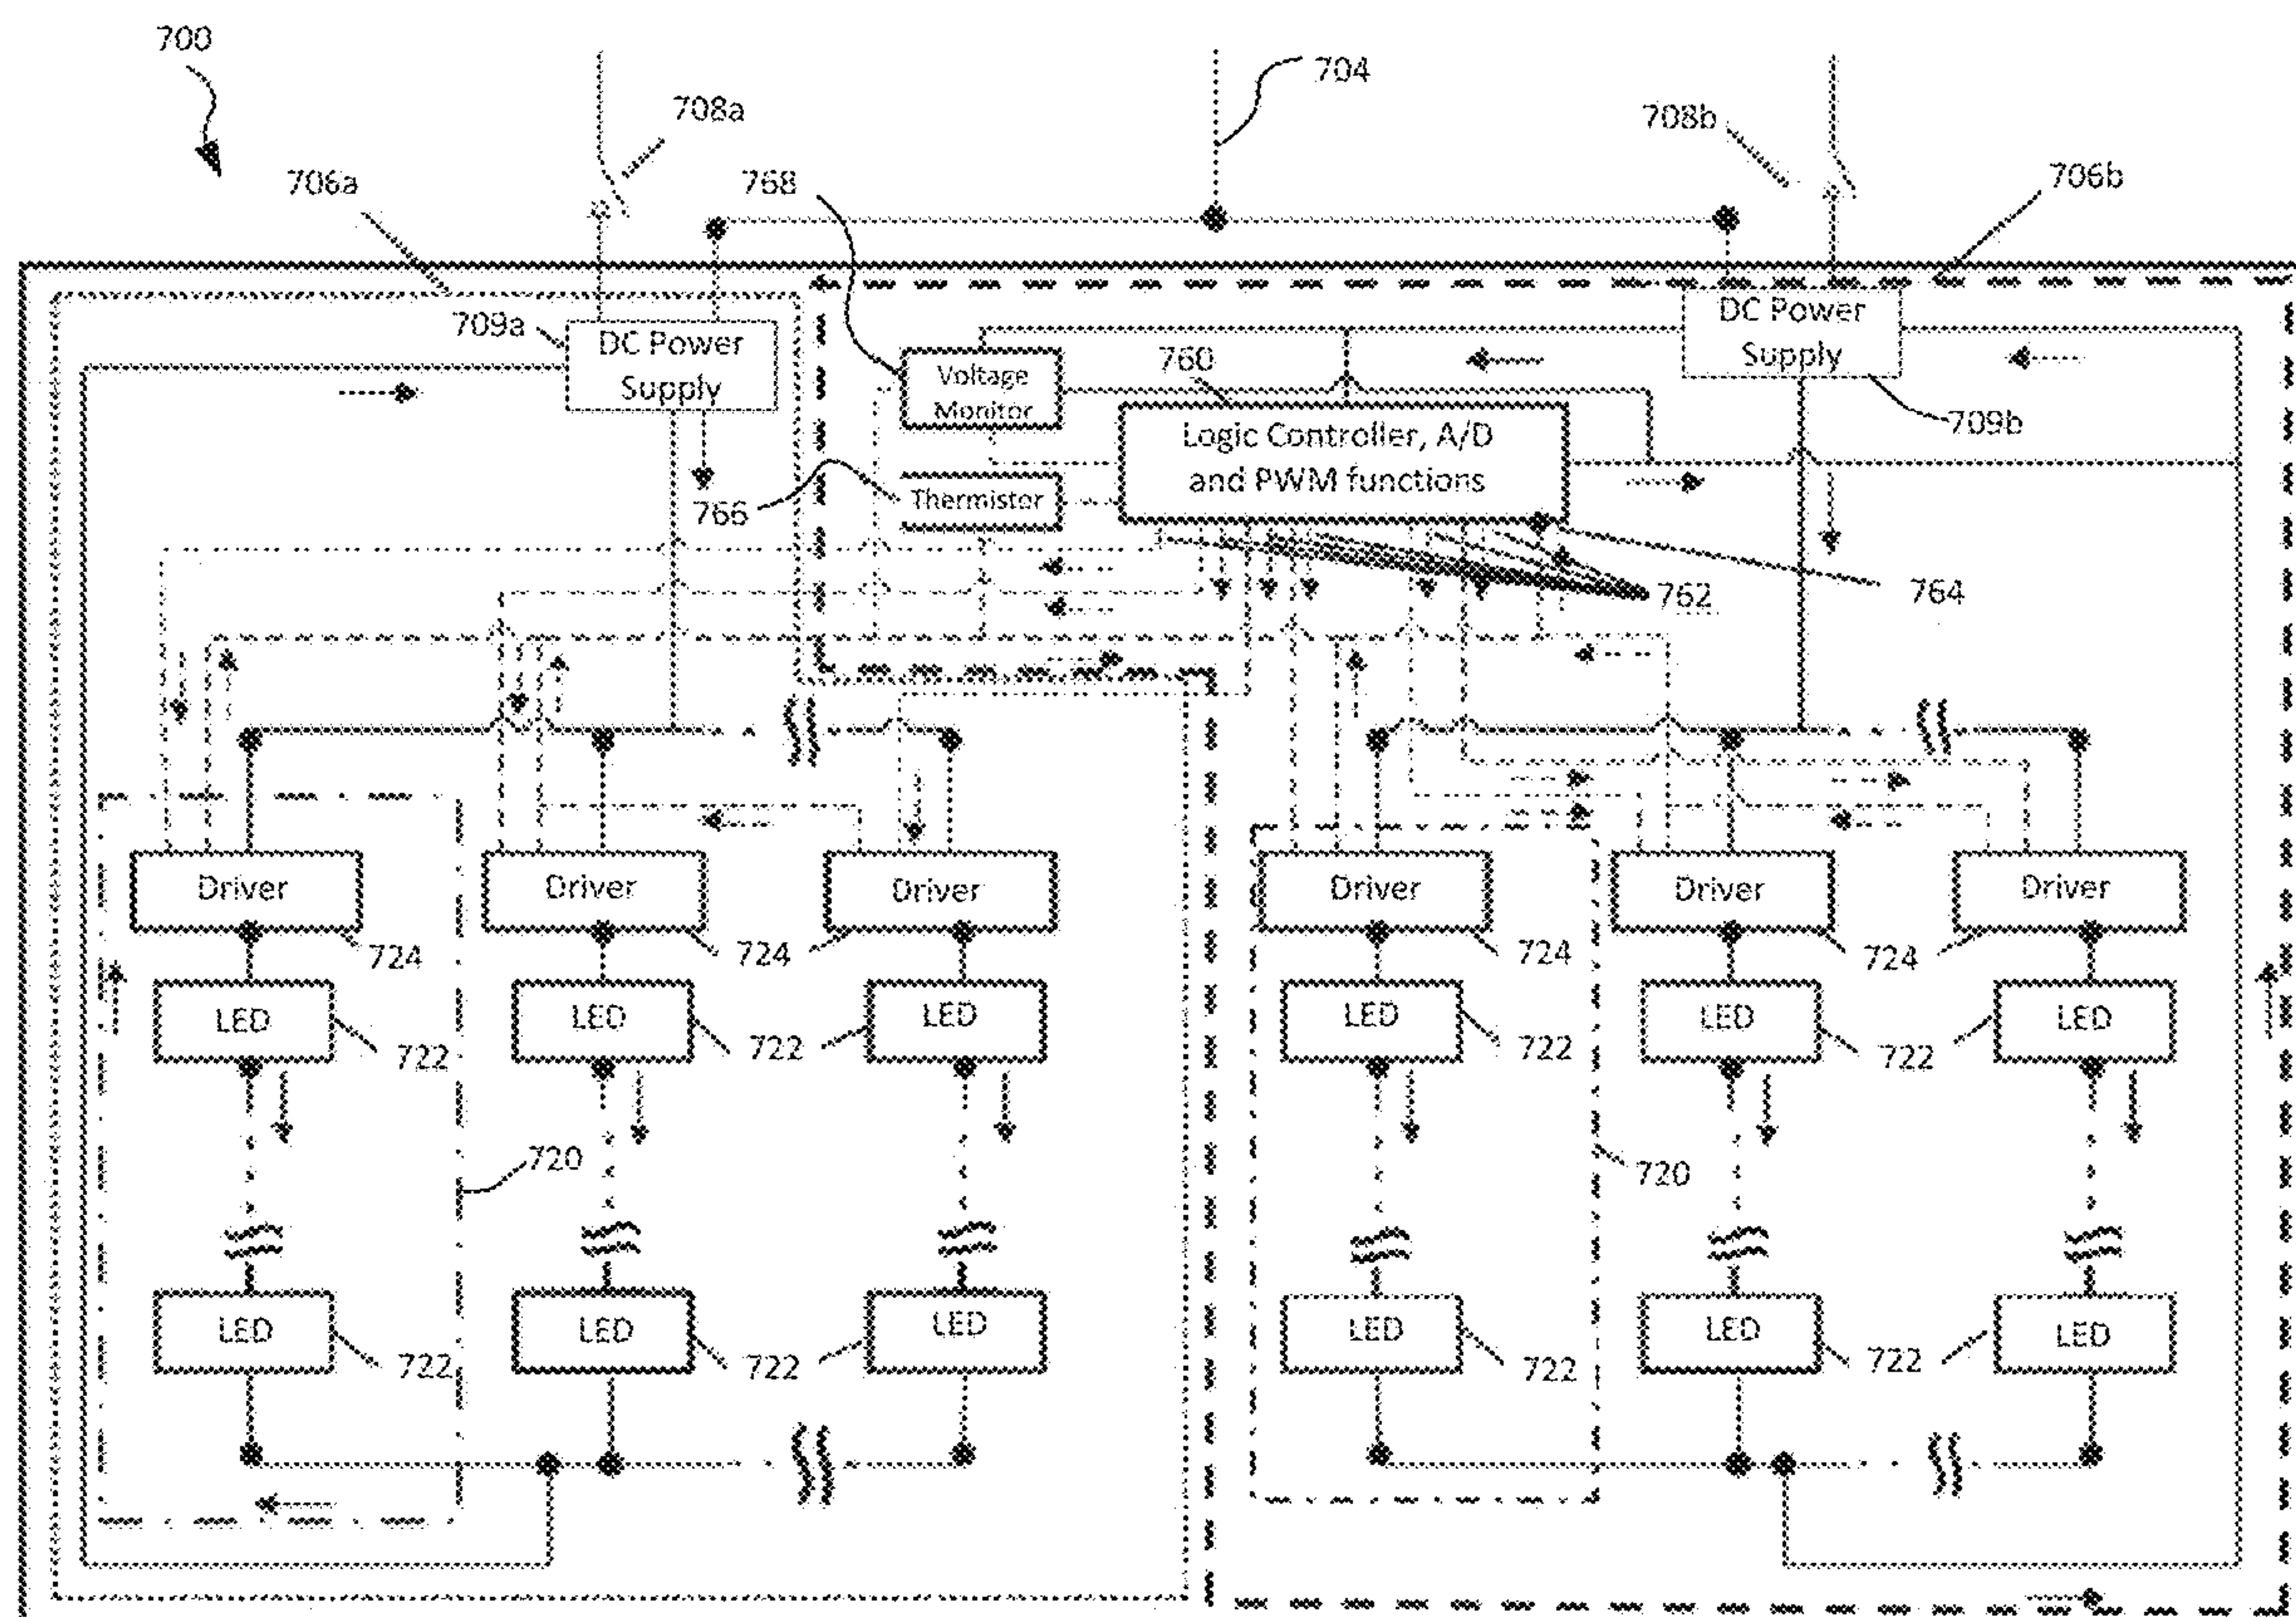 700
704
708a
708b
706a
768
706b
709a
DC Power
Supply
DC Power
Supply
760
Voltage
Monitor
709b
Logic Controller, A/D
and PWM functions
766
Thermistor
762
764
Driver
Driver
Driver
Driver
Driver
Driver
724
724
724
724
LED
LED
LED
LED
LED
LED
722
722
722
722
720
720
LED
LED
LED
LED
LED
LED
722
722
722
722